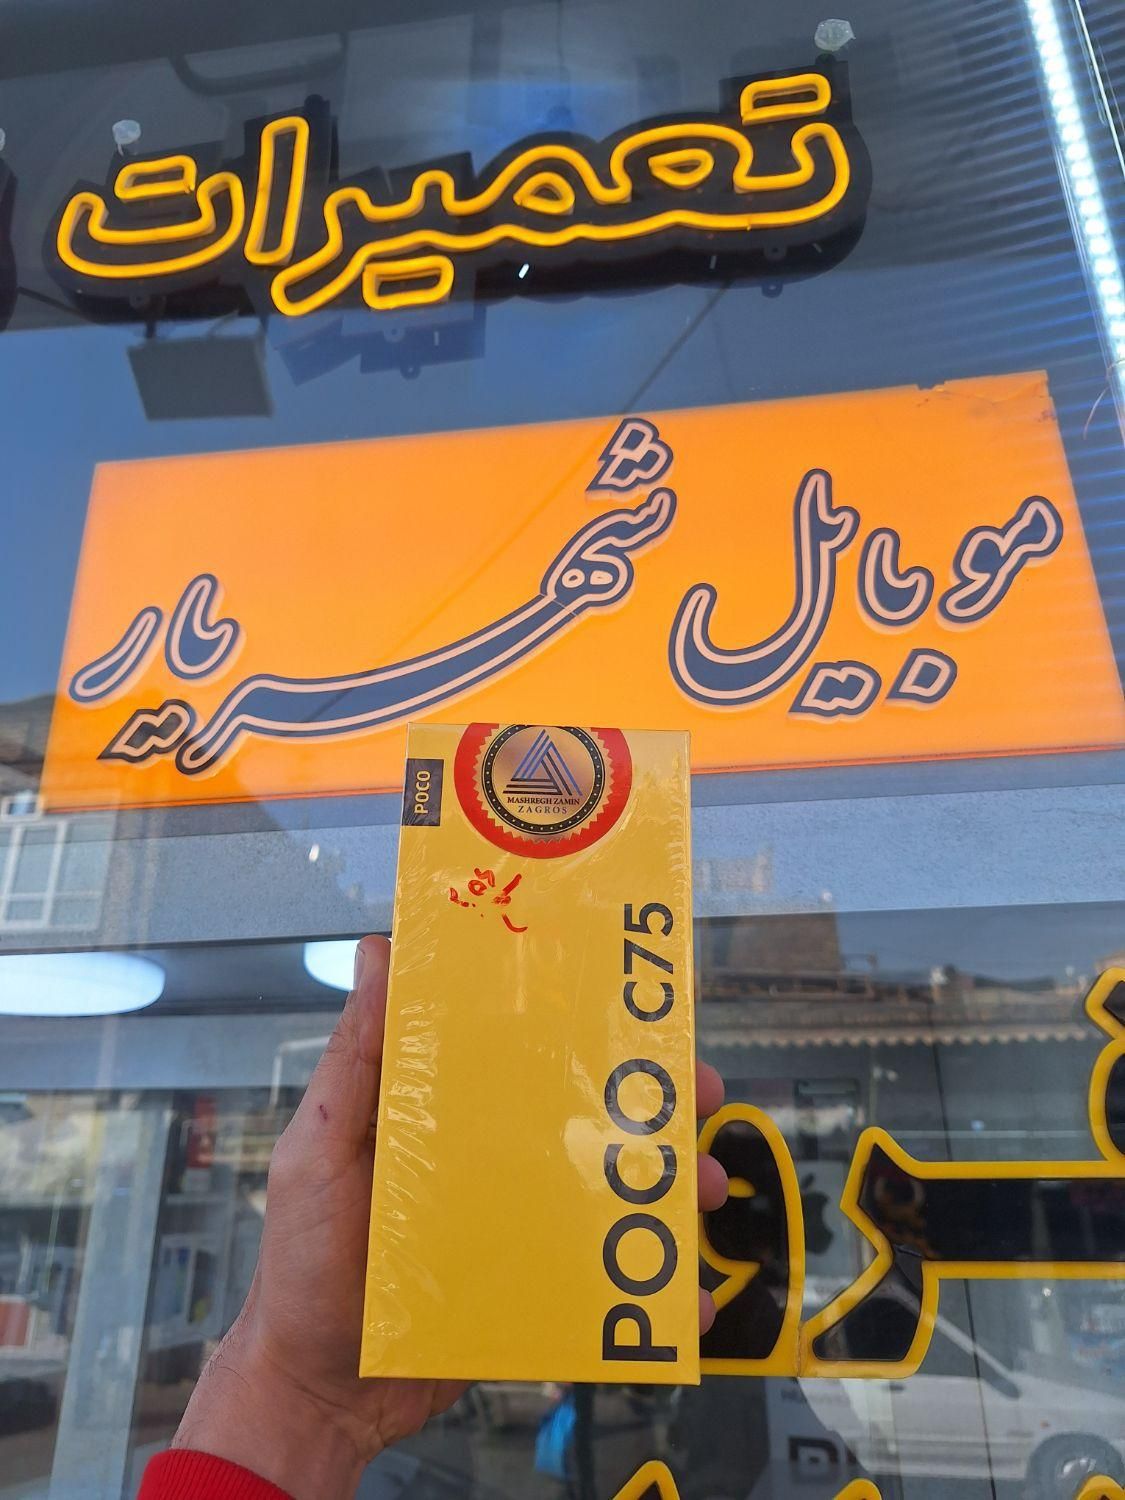 تعمیرات
موبایل شهریار
POCO
MASHREGH ZAMIN
ZAGROS
POCO C75